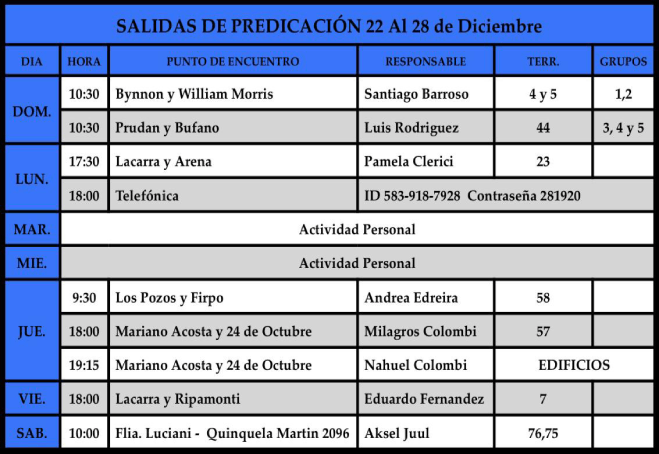 SALIDAS DE PREDICACIÓN 22 Al 28 de Diciembre
DIA HORA PUNTO DE ENCUENTRO RESPONSABLE TERR. GRUPOS
DOM. 10:30 Bynnon y William Morris Santiago Barroso 4 y 5 1,2
10:30 Prudan y Bufano Luis Rodriguez 44 3, 4 y 5
LUN. 17:30 Lacarra y Arena Pamela Clerici 23
18:00 Telefónica ID 583-918-7928 Contraseña 281920
MAR. Actividad Personal
MIE. Actividad Personal
JUE. 9:30 Los Pozos y Firpo Andrea Edreira 58
18:00 Mariano Acosta y 24 de Octubre Milagros Colombi 57
19:15 Mariano Acosta y 24 de Octubre Nahuel Colombi EDIFICIOS
VIE. 18:00 Lacarra y Ripamonti Eduardo Fernandez 7
SAB. 10:00 Flia. Luciani - Quinquela Martin 2096 Aksel Juul 76,75